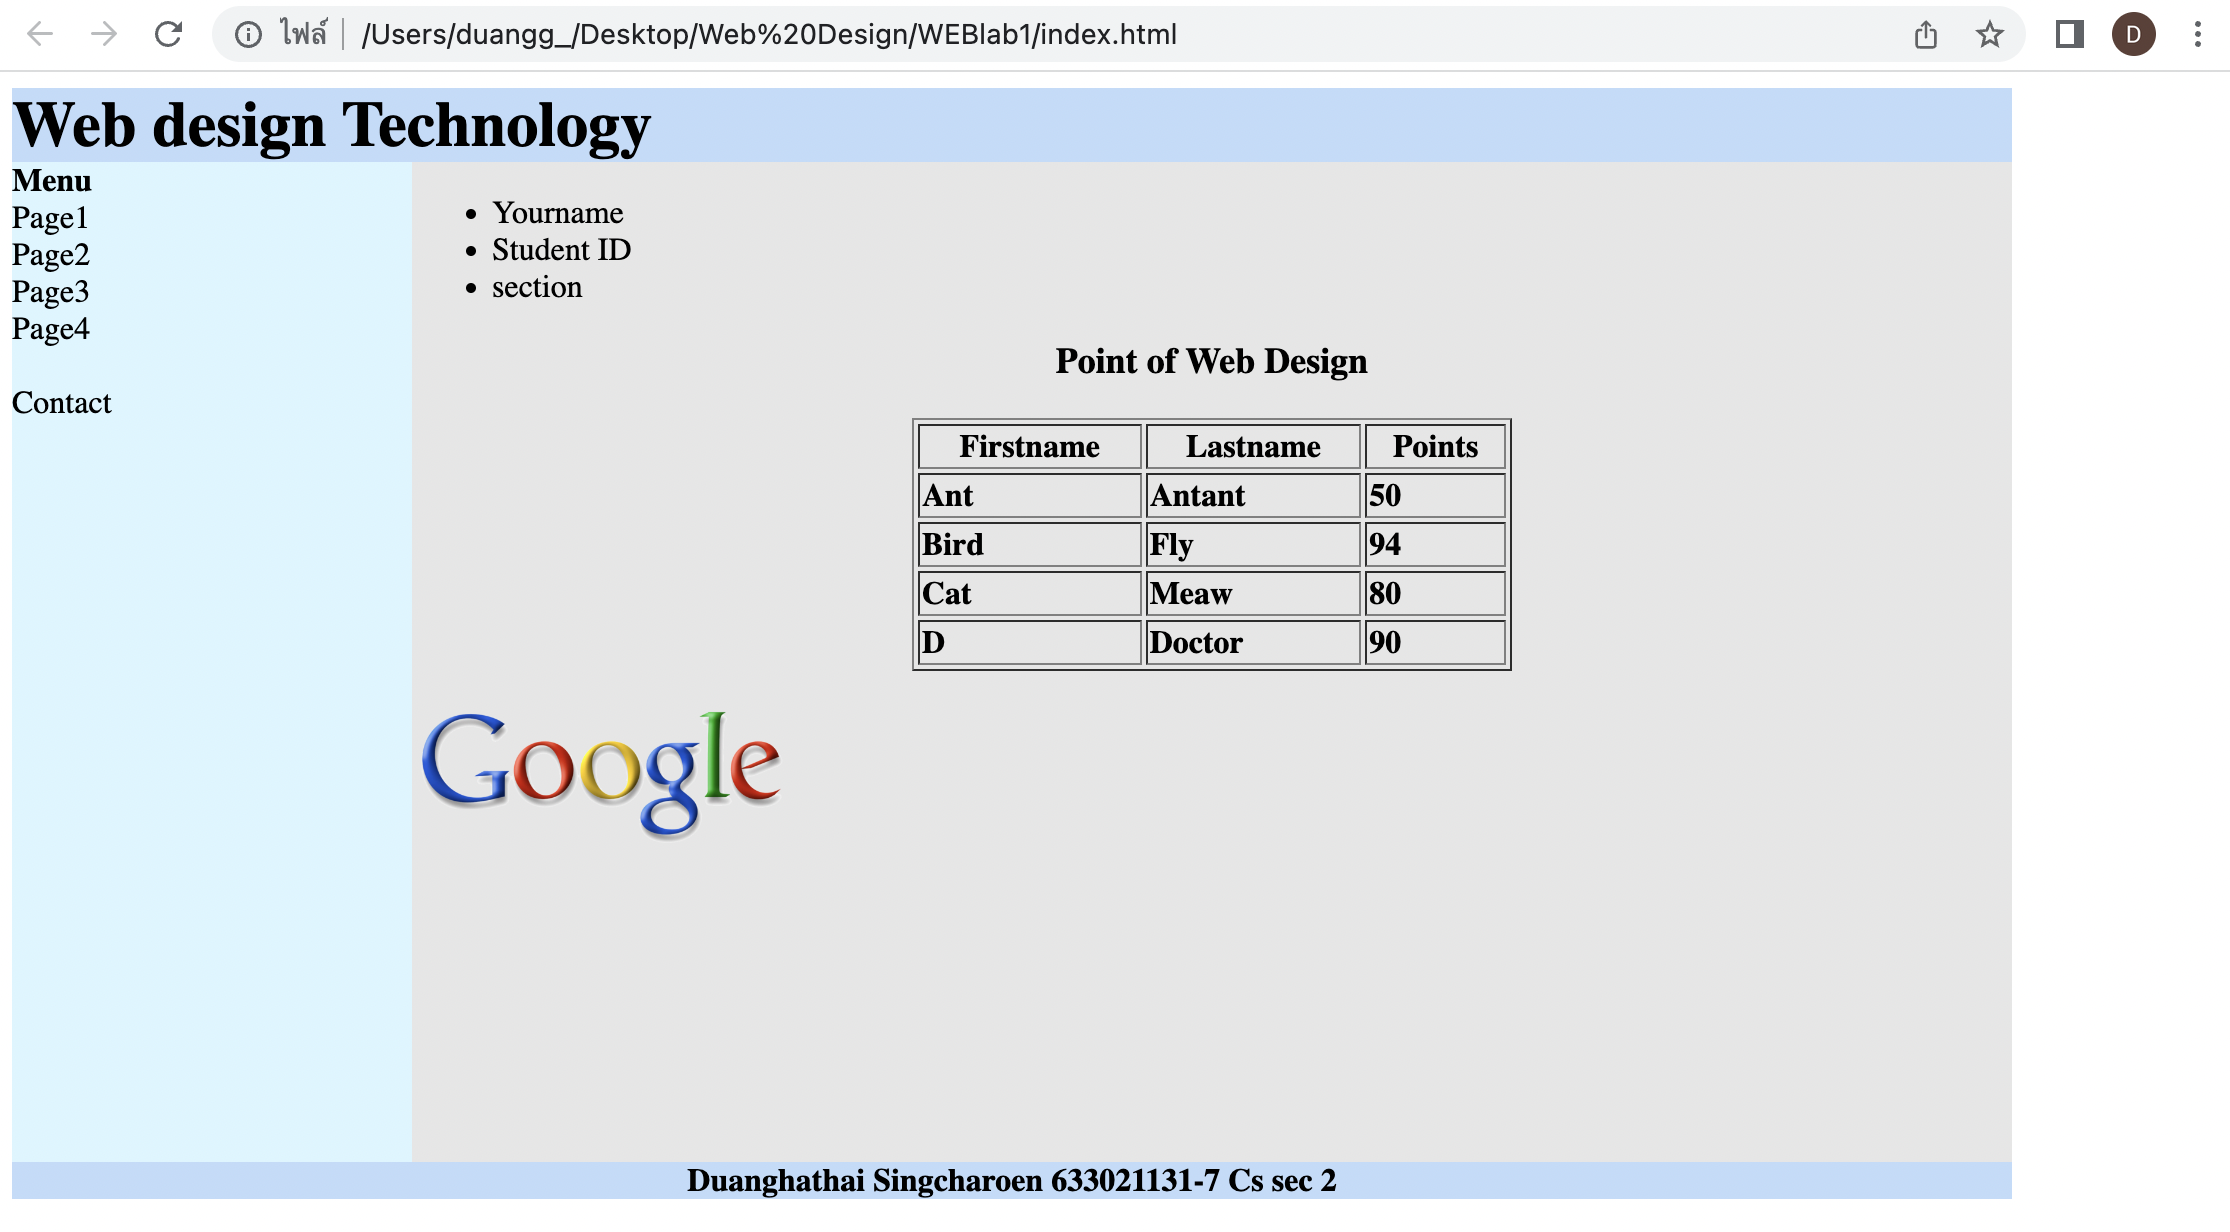 ไฟล์ /Users/duangg_/Desktop/Web%20Design/WEBlab1/index.html
D
Web design Technology
Menu
Page1
Page2
Page3
Page4
Contact
Yourname
Student ID
section
Point of Web Design
Firstname Lastname Points
Ant Antant 50
Bird Fly 94
Cat Meaw 80
D Doctor 90
Google
Duanghathai Singcharoen 633021131-7 Cs sec 2